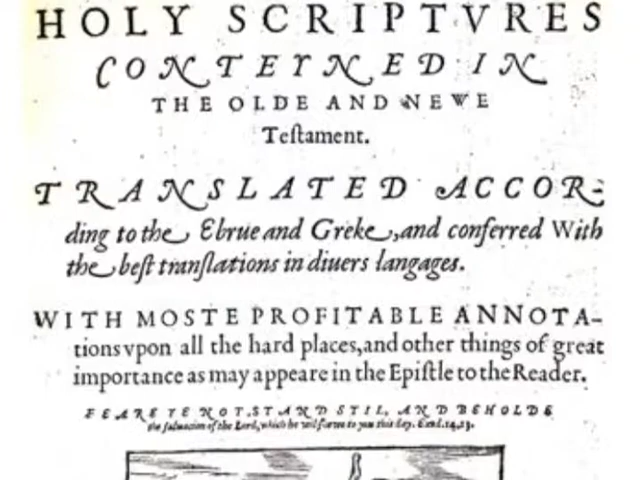 HOLY SCRIPTVRES
CONTEYNED IN
THE OLDE AND NEWE
Teſtament.
TRANSLATED ACCOR-
ding to the Ebrue and Greke, and conferred With
the beſt tranſlations in diuers langages.
WITH MOSTE PROFITABLE ANNOTA-
tions vpon all the hard places, and other things of great
importance as may appeare in the Epiſtle to the Reader.
FEARE YE NOT, STAND STIL, AND BEHOLDE
the ſaluacion of the Lord, which he wil ſhewe to you this day. Exod. 14,13.